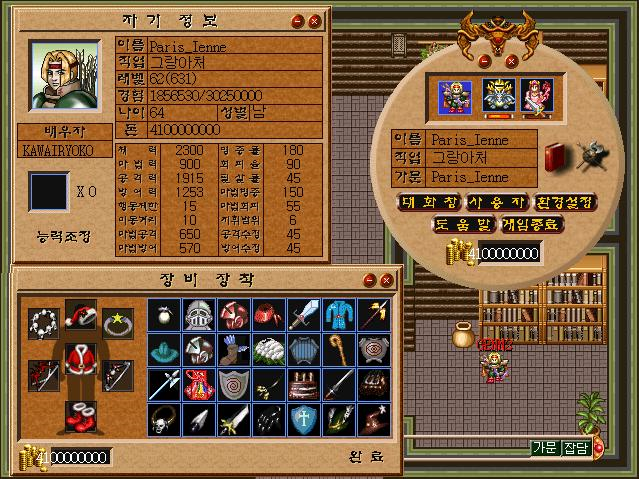 자기 정보
이름 Paris_Ienne
직업 그랑아처
레벨 62(631)
경험 1856530/30250000
나이 64 성별 남
돈 4100000000
배우자
KAWAIRYOKO
X 0
능력조정
체 력 2300 명 중 률 180
마 법 력 900 회 피 율 90
공 격 력 1915 필 살 율 45
방 어 력 1253 마법명중 150
행동제한 15 마법회피 55
이동거리 10 지휘범위 6
마법공격 650 공격수정 45
마법방어 570 방어수정 45
이름 Paris_Ienne
직업 그랑아처
가문 Paris_Ienne
대 화 창 사 용 자 환경설정
도 움 말 게임종료
4100000000
장 비 장 착
4100000000
완 료
가문 잡담